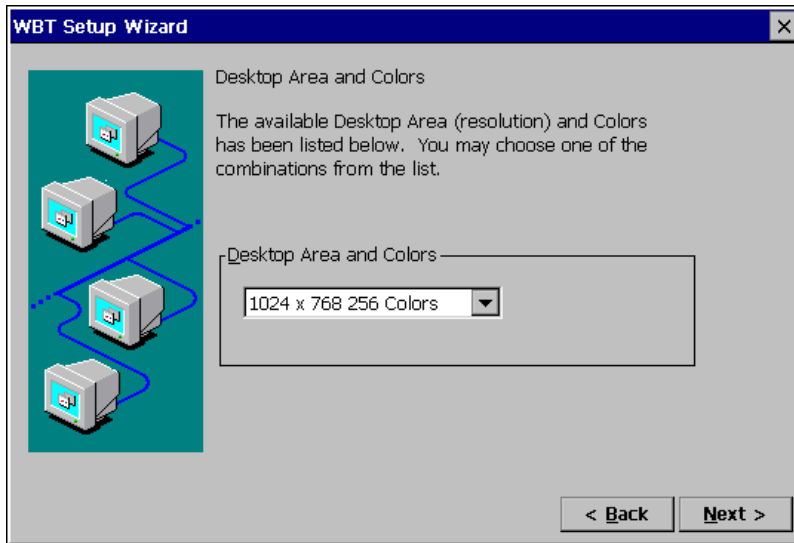 WBT Setup Wizard
Desktop Area and Colors
The available Desktop Area (resolution) and Colors
has been listed below.  You may choose one of the
combinations from the list.
Desktop Area and Colors
1024 x 768 256 Colors
< Back
Next >